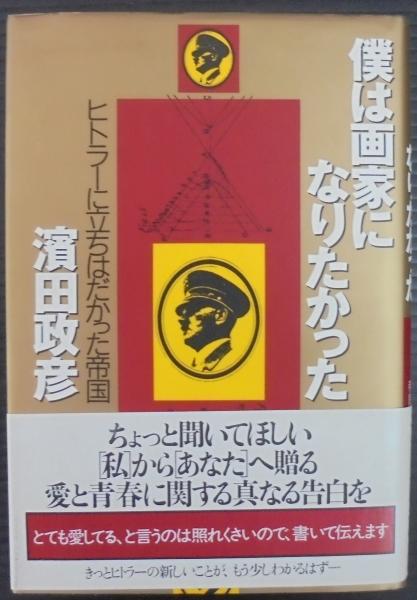 僕は画家に
なりたかった
ヒトラーに立ちはだかった帝国
濱田政彦
ちょっと聞いてほしい
[私]から[あなた]へ贈る
愛と青春に関する真なる告白を
とても愛してる、と言うのは照れくさいので、書いて伝えます
きっとヒトラーの新しいことが、もう少しわかるはず―